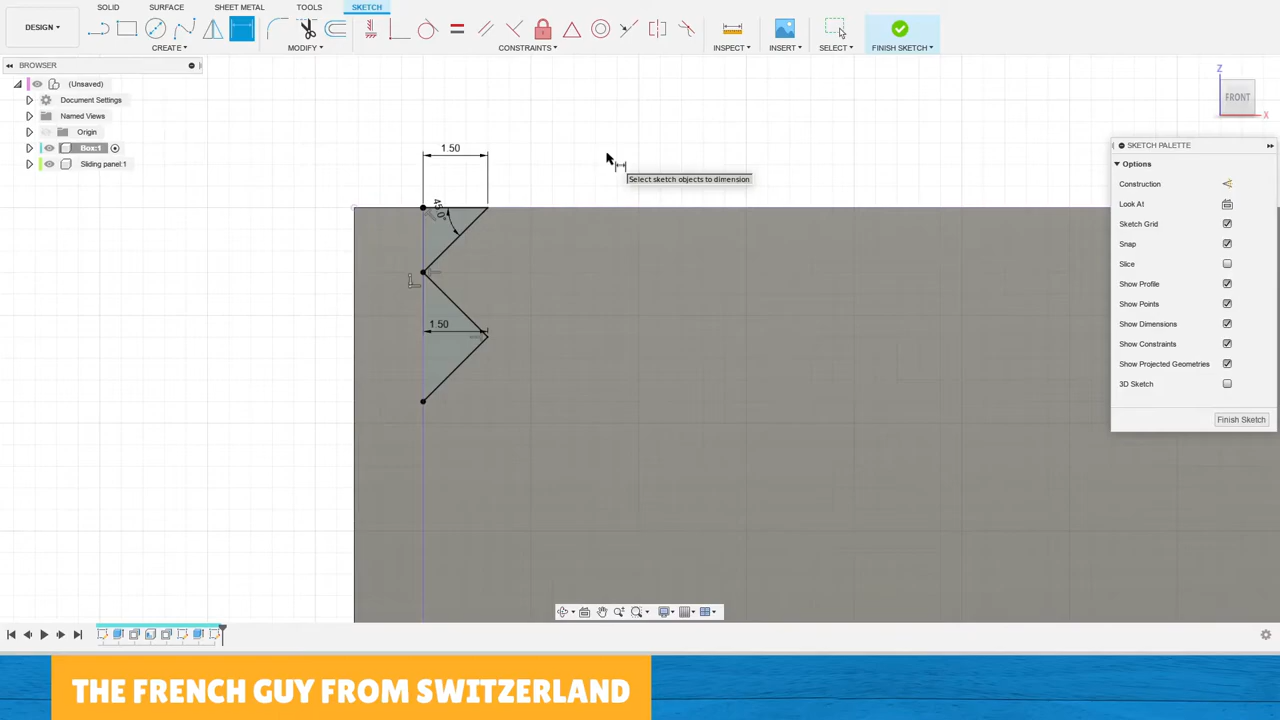 SOLID SURFACE SHEET METAL TOOLS SKETCH
DESIGN
CREATE MODIFY CONSTRAINTS INSPECT INSERT SELECT FINISH SKETCH
BROWSER
(Unsaved)
Document Settings
Named Views
Origin
Box:1
Sliding panel:1
Z
FRONT
X
SKETCH PALETTE
Options
Construction
Look At
Sketch Grid
Snap
Slice
Show Profile
Show Points
Show Dimensions
Show Constraints
Show Projected Geometries
3D Sketch
Finish Sketch
1.50
Select sketch objects to dimension
45.0°
1.50
THE FRENCH GUY FROM SWITZERLAND